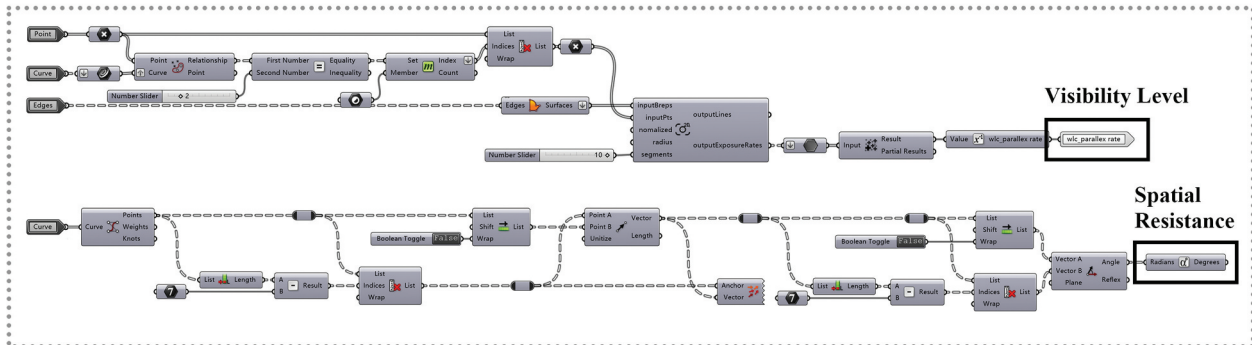 Point
Curve
Edges
Point Relationship
Curve Point
Number Slider ◇ 2
First Number Equality
Second Number Inequality
Set Index
Member Count
List
Indices List
Wrap
Edges Surfaces
inputBreps outputLines
inputPts
nomalized
radius outputExposureRates
segments
Number Slider 10 ◇
Input Result
Partial Results
Value wlc_parallex rate
wlc_parallex rate
Visibility Level
Curve
Curve Points
Weights
Knots
List Length
7
A Result
B
List
Indices List
Wrap
Boolean Toggle False
List
Shift List
Wrap
Point A Vector
Point B
Unitize Length
Anchor
Vector
List Length
7
A Result
B
Boolean Toggle False
List
Shift List
Wrap
List
Indices List
Wrap
Vector A Angle
Vector B
Plane Reflex
Radians Degrees
Spatial
Resistance